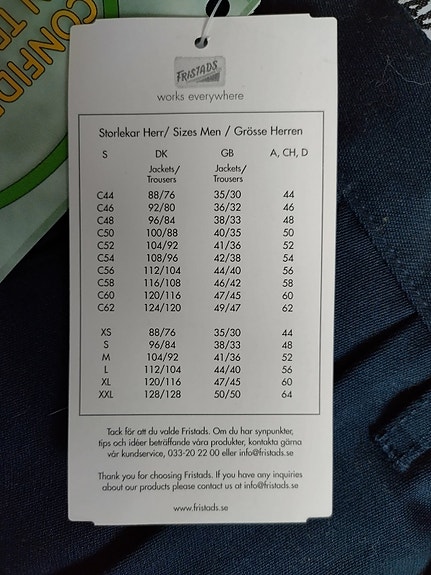 CONFIDE
N TE
FRISTADS
works everywhere
Storlekar Herr/ Sizes Men / Grösse Herren
S DK GB A, CH, D
Jackets/ Jackets/
Trousers Trousers
C44 88/76 35/30 44
C46 92/80 36/32 46
C48 96/84 38/33 48
C50 100/88 40/35 50
C52 104/92 41/36 52
C54 108/96 42/38 54
C56 112/104 44/40 56
C58 116/108 46/42 58
C60 120/116 47/45 60
C62 124/120 49/47 62
XS 88/76 35/30 44
S 96/84 38/33 48
M 104/92 41/36 52
L 112/104 44/40 56
XL 120/116 47/45 60
XXL 128/128 50/50 64
Tack för att du valde Fristads. Om du har synpunkter,
tips och idéer beträffande våra produkter, kontakta gärna
vår kundservice, 033-20 22 00 eller info@fristads.se
Thank you for choosing Fristads. If you have any inquiries
about our products please contact us at info@fristads.se
www.fristads.se